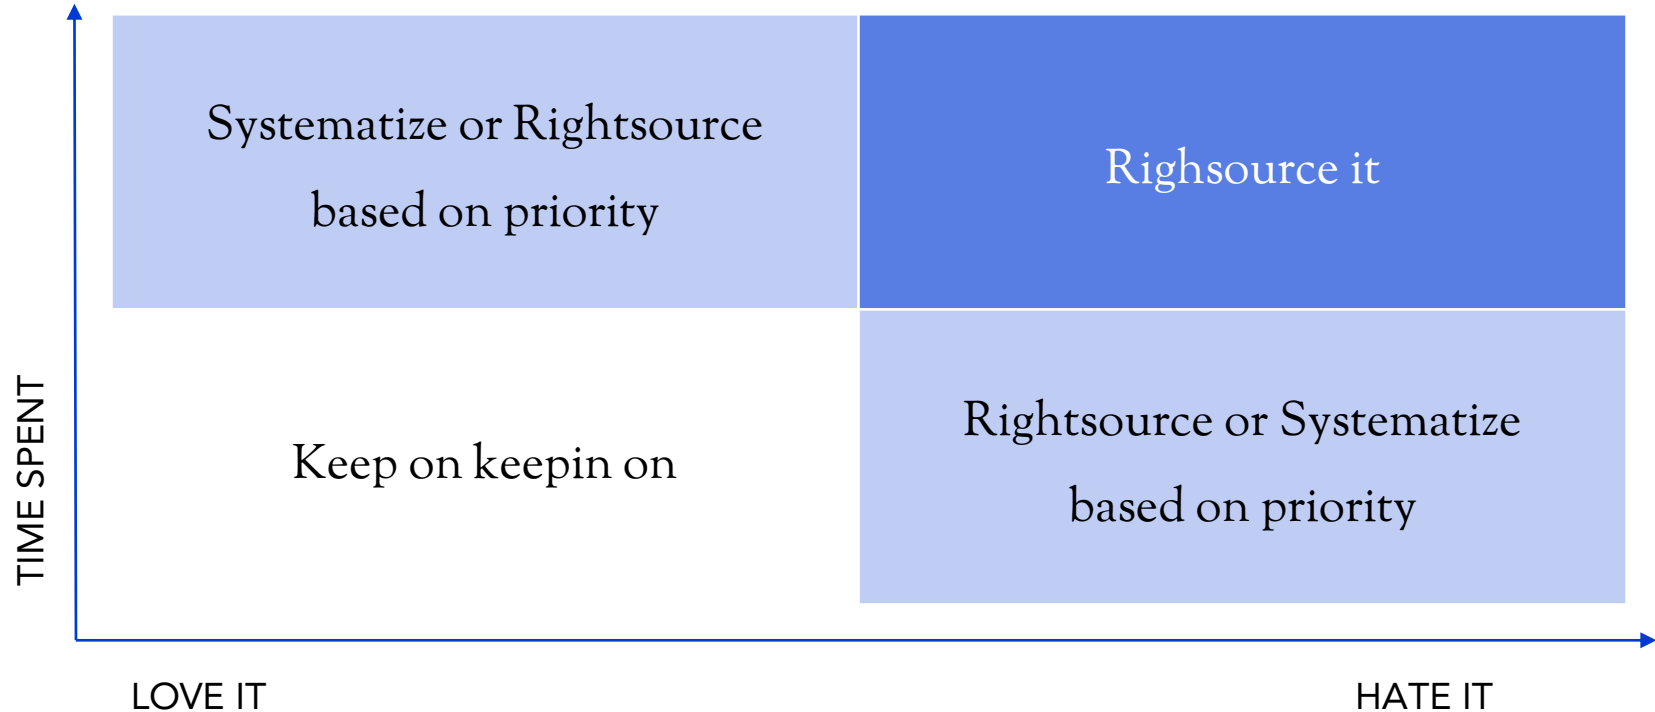 Systematize or Rightsource
based on priority
Righsource it
Keep on keepin on
Rightsource or Systematize
based on priority
TIME SPENT
LOVE IT
HATE IT